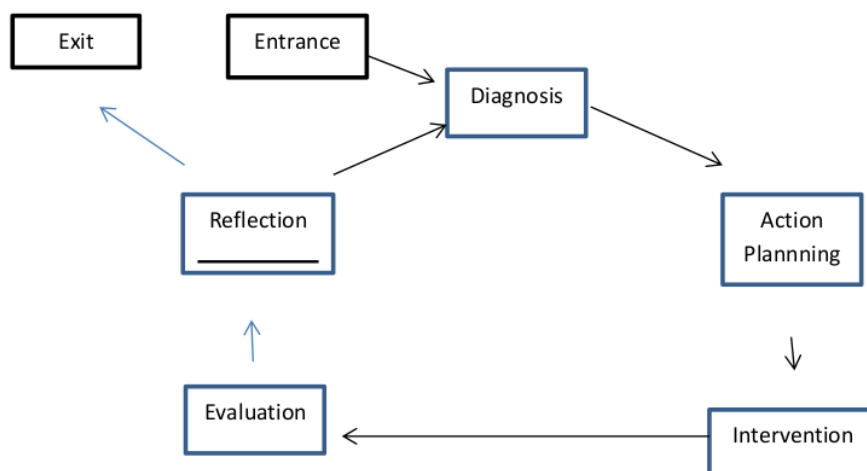 Exit
Entrance
Diagnosis
Reflection
Action
Plannning
Evaluation
Intervention